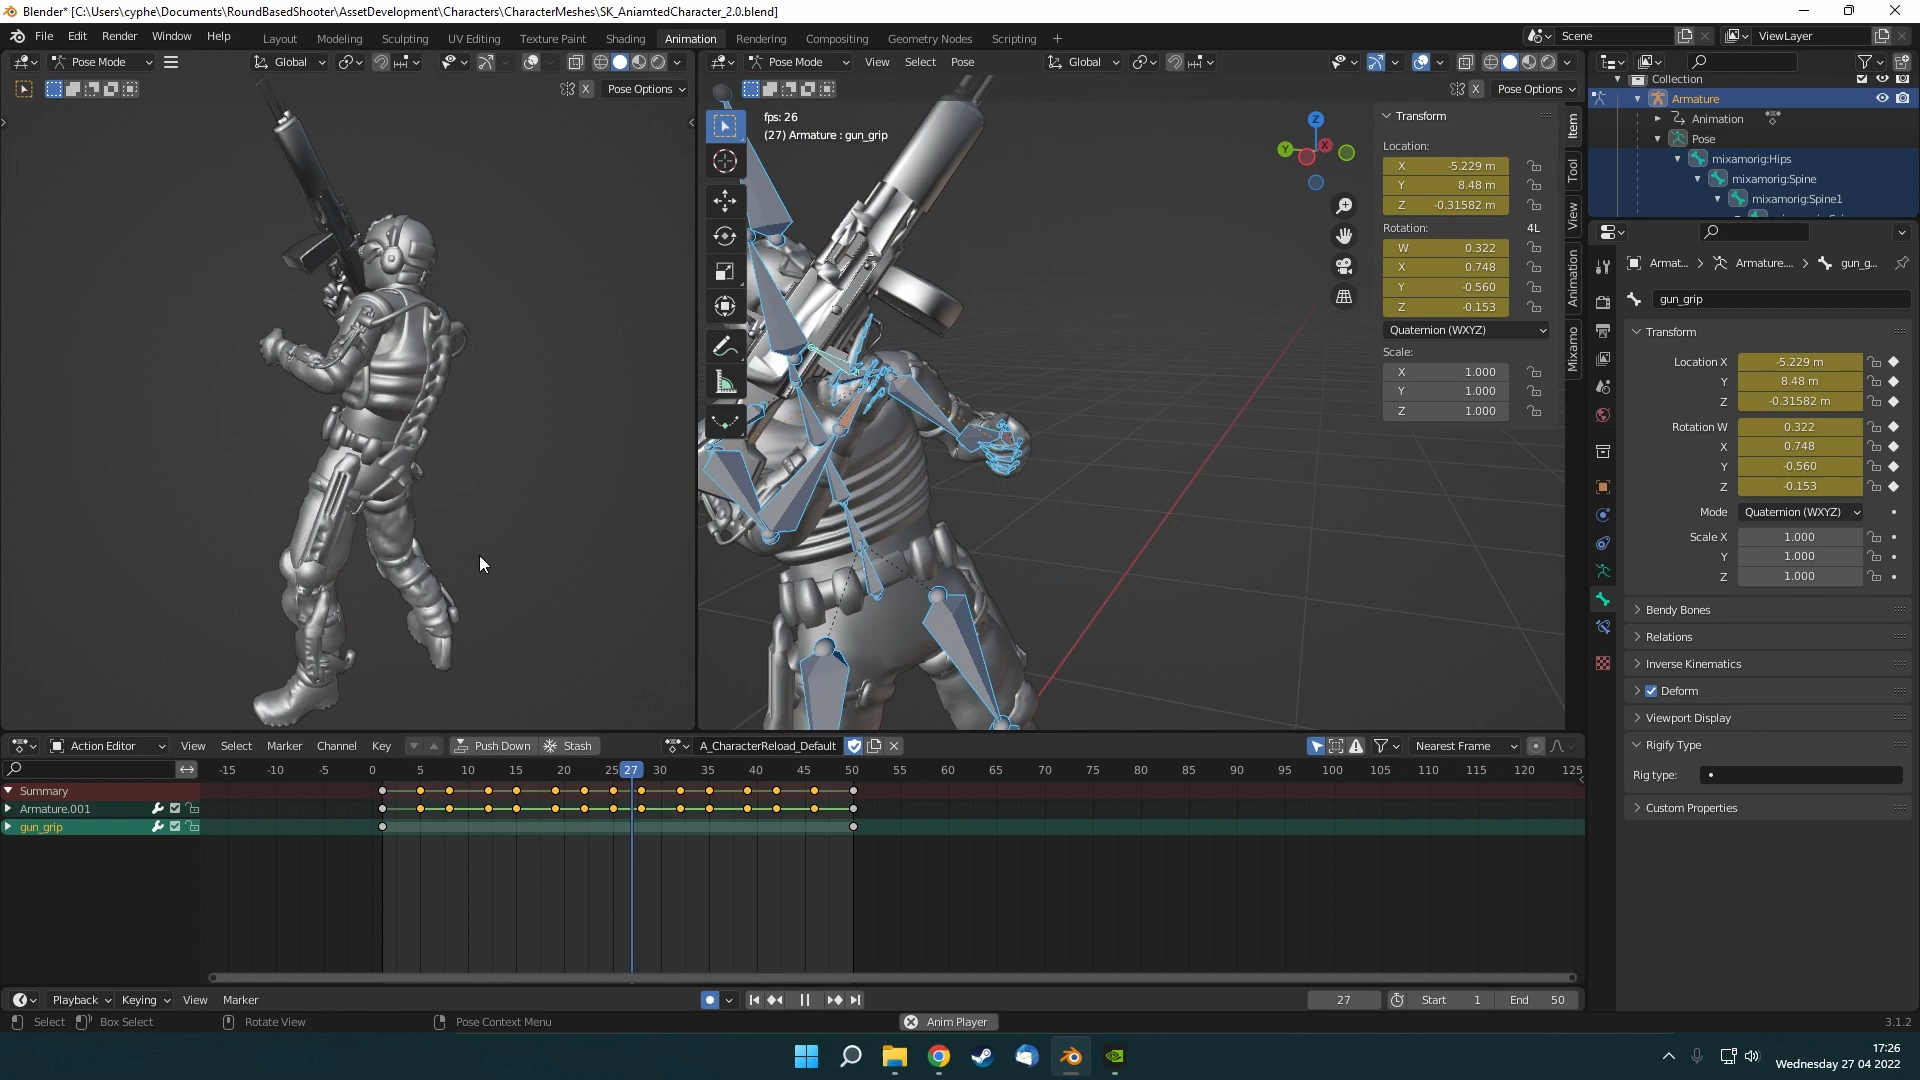 Blender* [C:\Users\cyphe\Documents\RoundBasedShooter\AssetDevelopment\Characters\CharacterMeshes\SK_AniamtedCharacter_2.0.blend]
File Edit Render Window Help Layout Modeling Sculpting UV Editing Texture Paint Shading Animation Rendering Compositing Geometry Nodes Scripting + Scene ViewLayer
Pose Mode Global Pose Mode View Select Pose Global
X Pose Options X Pose Options
Collection
Armature
Animation
Pose
mixamorig:Hips
mixamorig:Spine
mixamorig:Spine1
fps: 26
(27) Armature : gun_grip
Z
Y X
Transform
Location:
X -5.229 m
Y 8.48 m
Z -0.31582 m
Rotation: 4L
W 0.322
X 0.748
Y -0.560
Z -0.153
Quaternion (WXYZ)
Scale:
X 1.000
Y 1.000
Z 1.000
Item
Tool
View
Animation
Mixamo
Armat... Armature.... gun_g...
gun_grip
Transform
Location X -5.229 m
Y 8.48 m
Z -0.31582 m
Rotation W 0.322
X 0.748
Y -0.560
Z -0.153
Mode Quaternion (WXYZ)
Scale X 1.000
Y 1.000
Z 1.000
Bendy Bones
Relations
Inverse Kinematics
Deform
Viewport Display
Rigify Type
Rig type:
Custom Properties
Action Editor View Select Marker Channel Key Push Down Stash A_CharacterReload_Default Nearest Frame
-15 -10 -5 0 5 10 15 20 25 27 30 35 40 45 50 55 60 65 70 75 80 85 90 95 100 105 110 115 120 125
Summary
Armature.001
gun_grip
Playback Keying View Marker 27 Start 1 End 50
Select Box Select Rotate View Pose Context Menu Anim Player 3.1.2
17:26
Wednesday 27 04 2022